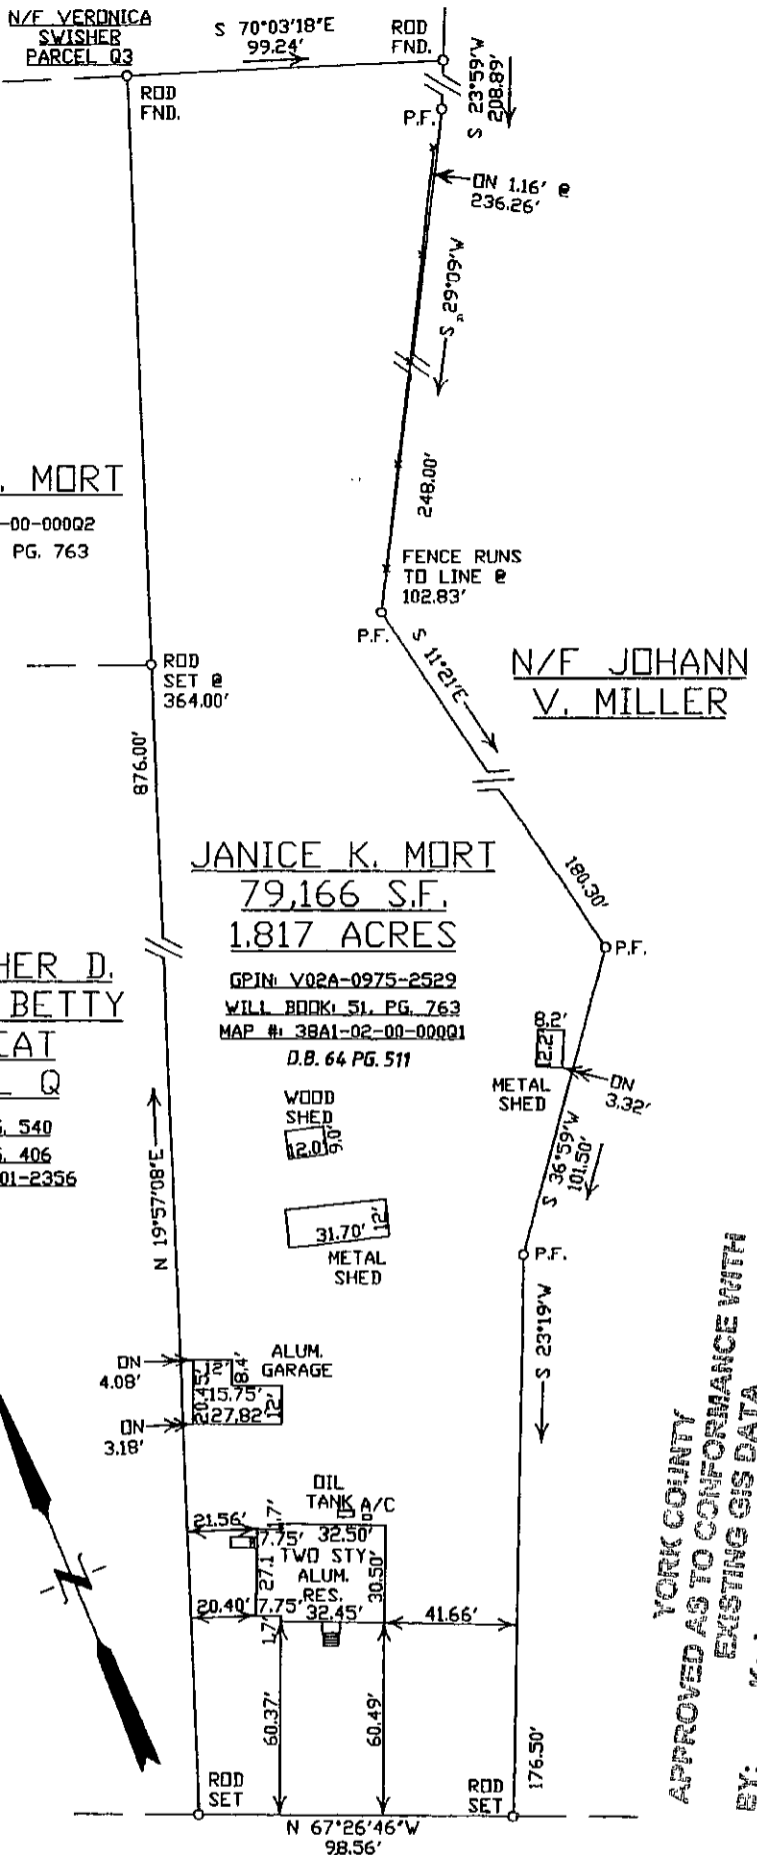 N/F VERONICA
SWISHER
PARCEL Q3
S 70°03'18"E
99.24'
ROD
FND.
ROD
FND.
S 23°59'W
208.89'
P.F.
ON 1.16' @
236.26'
S 29°09'W
248.00'
. MORT
-00-000Q2
PG. 763
FENCE RUNS
TO LINE @
102.83'
P.F.
S 11°21'E
N/F JOHANN
V. MILLER
ROD
SET @
364.00'
876.00'
180.30'
JANICE K. MORT
79,166 S.F.
1.817 ACRES
GPIN: V02A-0975-2529
WILL BOOK: 51, PG. 763
MAP #: 38A1-02-00-000Q1
D.B. 64 PG. 511
P.F.
HER D.
BETTY
CAT
L Q
G. 540
G. 406
01-2356
8.2'
12.2'
METAL
SHED
ON
3.32'
WOOD
SHED
12.0'
9.0'
S 36°59'W
101.50'
N 19°57'08"E
31.70'
12'
METAL
SHED
P.F.
S 23°19'W
ON
4.08'
ALUM.
GARAGE
12'
8.4'
20.45'
15.75'
27.82'
12'
ON
3.18'
OIL
TANK A/C
21.56'
1.7'
32.50'
7.75'
TWO STY
ALUM.
RES.
27.1
30.50'
20.40'
7.75'
32.45'
1.7'
41.66'
60.37'
60.49'
176.50'
ROD
SET
ROD
SET
N 67°26'46"W
98.56'
YORK COUNTY
APPROVED AS TO CONFORMANCE WITH
EXISTING GIS DATA
BY: